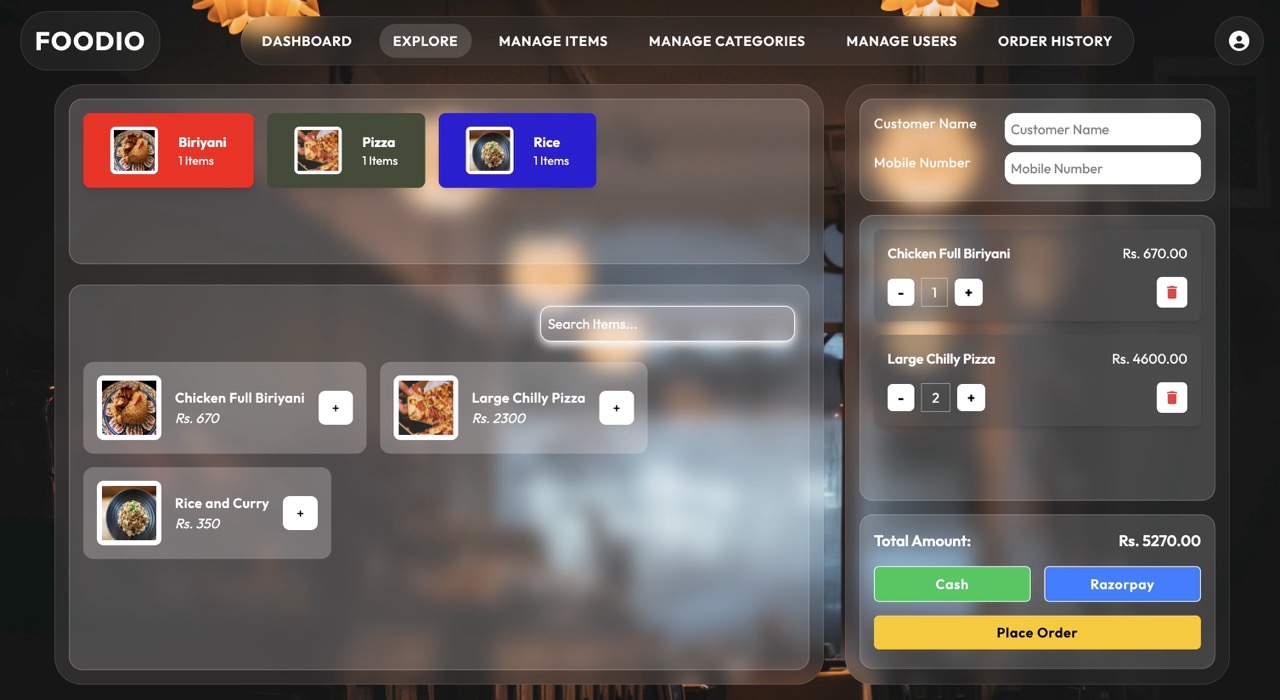 FOODIO
DASHBOARD
EXPLORE
MANAGE ITEMS
MANAGE CATEGORIES
MANAGE USERS
ORDER HISTORY
Biriyani
1 Items
Pizza
1 Items
Rice
1 Items
Search Items...
Chicken Full Biriyani
Rs. 670
+
Large Chilly Pizza
Rs. 2300
+
Rice and Curry
Rs. 350
+
Customer Name
Customer Name
Mobile Number
Mobile Number
Chicken Full Biriyani
Rs. 670.00
- 1 +
Large Chilly Pizza
Rs. 4600.00
- 2 +
Total Amount:
Rs. 5270.00
Cash
Razorpay
Place Order